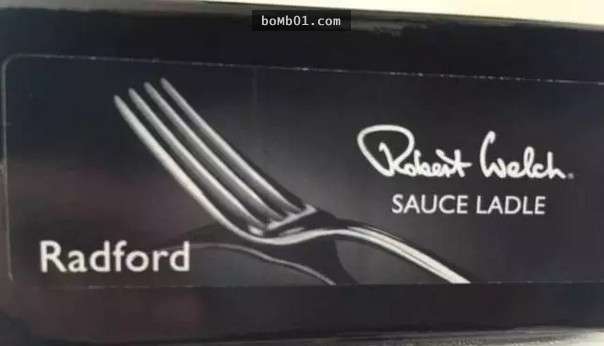 boMb01.com
Robert Welch
SAUCE LADLE
Radford